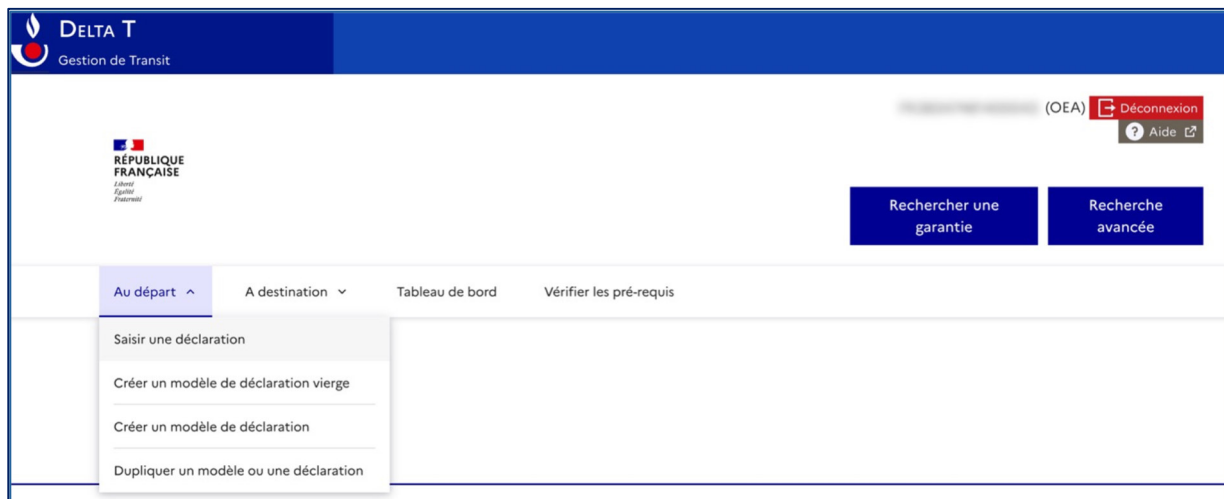 DELTA T
Gestion de Transit
(OEA)
Déconnexion
? Aide
RÉPUBLIQUE
FRANÇAISE
Liberté
Égalité
Fraternité
Rechercher une
garantie
Recherche
avancée
Au départ
A destination
Tableau de bord
Vérifier les pré-requis
Saisir une déclaration
Créer un modèle de déclaration vierge
Créer un modèle de déclaration
Dupliquer un modèle ou une déclaration